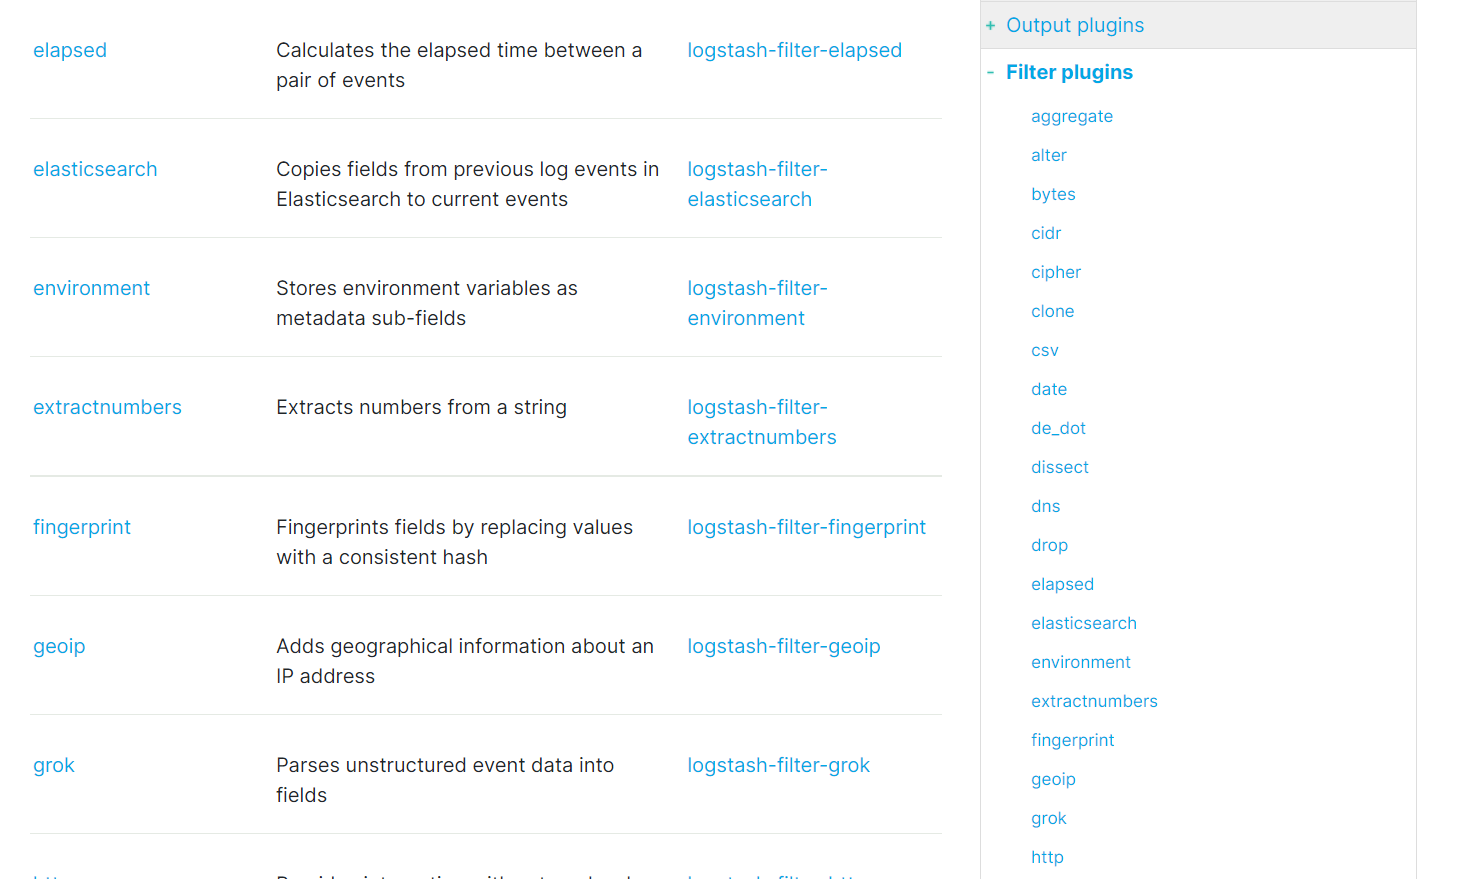 elapsed
Calculates the elapsed time between a
pair of events
logstash-filter-elapsed
elasticsearch
Copies fields from previous log events in
Elasticsearch to current events
logstash-filter-
elasticsearch
environment
Stores environment variables as
metadata sub-fields
logstash-filter-
environment
extractnumbers
Extracts numbers from a string
logstash-filter-
extractnumbers
fingerprint
Fingerprints fields by replacing values
with a consistent hash
logstash-filter-fingerprint
geoip
Adds geographical information about an
IP address
logstash-filter-geoip
grok
Parses unstructured event data into
fields
logstash-filter-grok
+ Output plugins
- Filter plugins
aggregate
alter
bytes
cidr
cipher
clone
csv
date
de_dot
dissect
dns
drop
elapsed
elasticsearch
environment
extractnumbers
fingerprint
geoip
grok
http